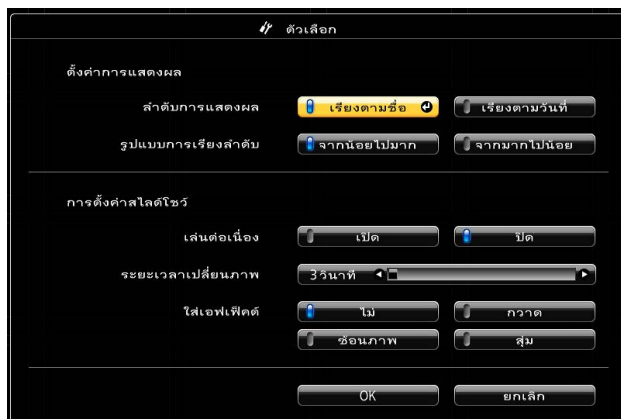 ตัวเลือก
ตั้งค่าการแสดงผล
ลำดับการแสดงผล เรียงตามชื่อ เรียงตามวันที่
รูปแบบการเรียงลำดับ จากน้อยไปมาก จากมากไปน้อย
การตั้งค่าสไลด์โชว์
เล่นต่อเนื่อง เปิด ปิด
ระยะเวลาเปลี่ยนภาพ 3วินาที
ใส่เอฟเฟ็คต์ ไม่ กวาด
ซ้อนภาพ สุ่ม
OK ยกเลิก